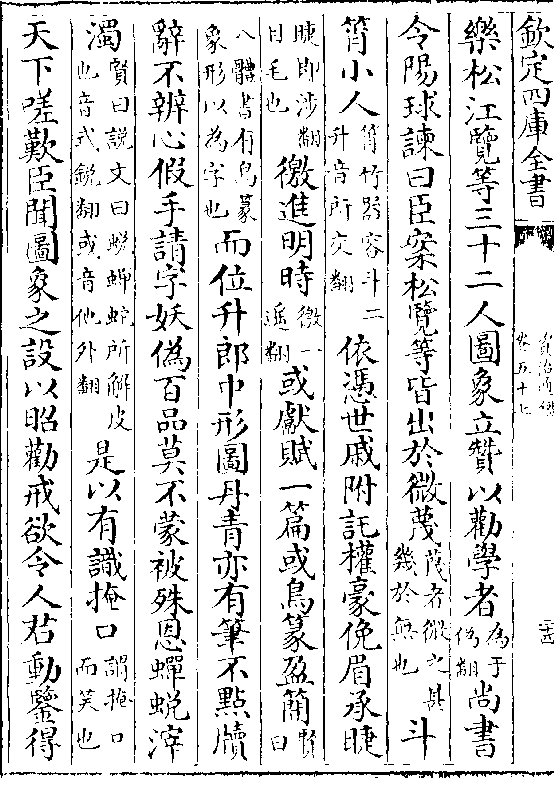 欽定四庫全書
資治通鑑
卷五十七
二十四
樂松江覽等三十二人圖象立贊以勸學者為于偽翻尚書
令陽球諫曰臣案松覽等皆出於微蔑蔑者微之甚幾於無也斗
筲小人筲竹器容斗二升音所交翻依憑世戚附託權豪俛眉承睫
睫即涉翻目毛也徼進明時徼一遥翻或獻賦一篇或鳥篆盈簡賢曰
八體書有鳥篆象形以為字也而位升郎中形圖丹青亦有筆不點牘
辭不辨心假手請字妖偽百品莫不蒙被殊恩蟬蛻滓
濁賢曰說文曰蛻蟬蛇所解皮也音式銳翻或音他外翻是以有識掩口謂掩口而笑也
天下嗟歎臣聞圖象之設以昭勸戒欲令人君動鑒得